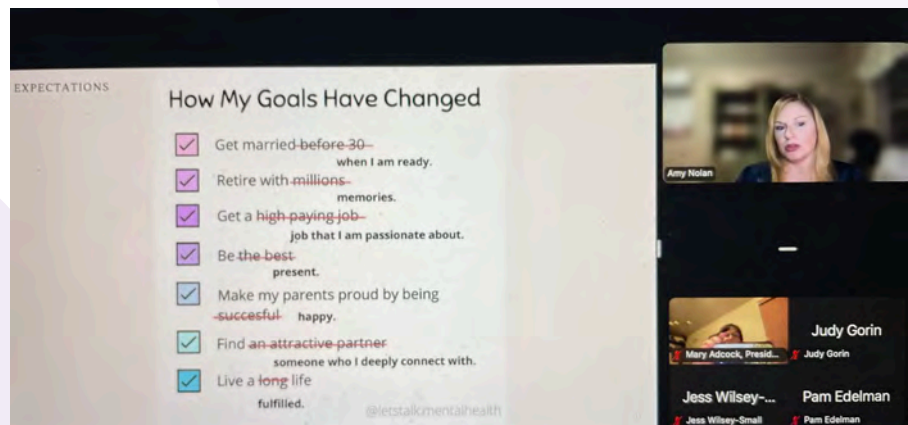 EXPECTATIONS
How My Goals Have Changed
Get married before 30
when I am ready.
Retire with millions
memories.
Get a high paying job
job that I am passionate about.
Be the best
present.
Make my parents proud by being
succesful happy.
Find an attractive partner
someone who I deeply connect with.
Live a long life
fulfilled.
@letstalkmentalhealth
Amy Nolan
Mary Adcock, Presid...
Judy Gorin
Judy Gorin
Jess Wilsey-...
Jess Wilsey-Small
Pam Edelman
Pam Edelman